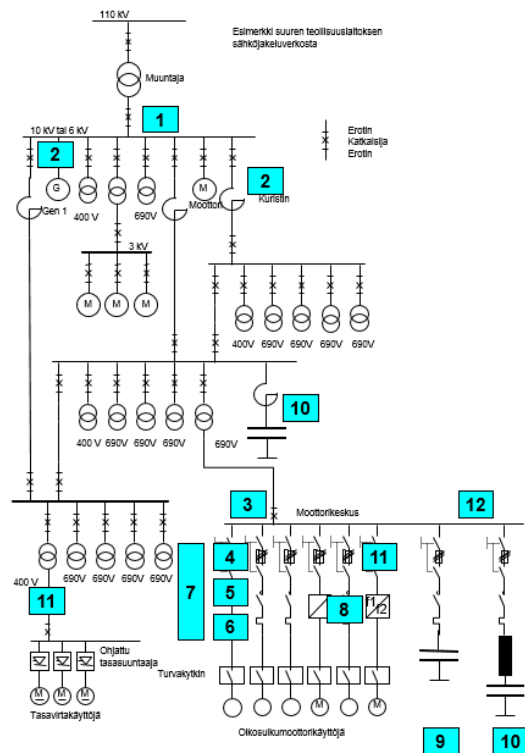 110 kV
Esimerkki suuren teollisuuslaitoksen
sähköjakeluverkosta
Muuntaja
1
10 kV tai 6 kV
Erotin
Katkaisija
Erotin
2
2
G
M
Gen 1
400 V
690V
Moottori
Kuristin
3 kV
M
M
M
400V
690V
690V
690V
690V
10
400 V
690V
690V
690V
690V
3
12
Moottorikeskus
4
11
7
5
8
f1
f2
6
400 V
690V
690V
690V
690V
11
Ohjattu
tasasuuntaaja
Turvakytkin
M
M
M
M
M
Tasavirtakäyttöjä
Oikosulkumoottorikäyttöjä
9
10